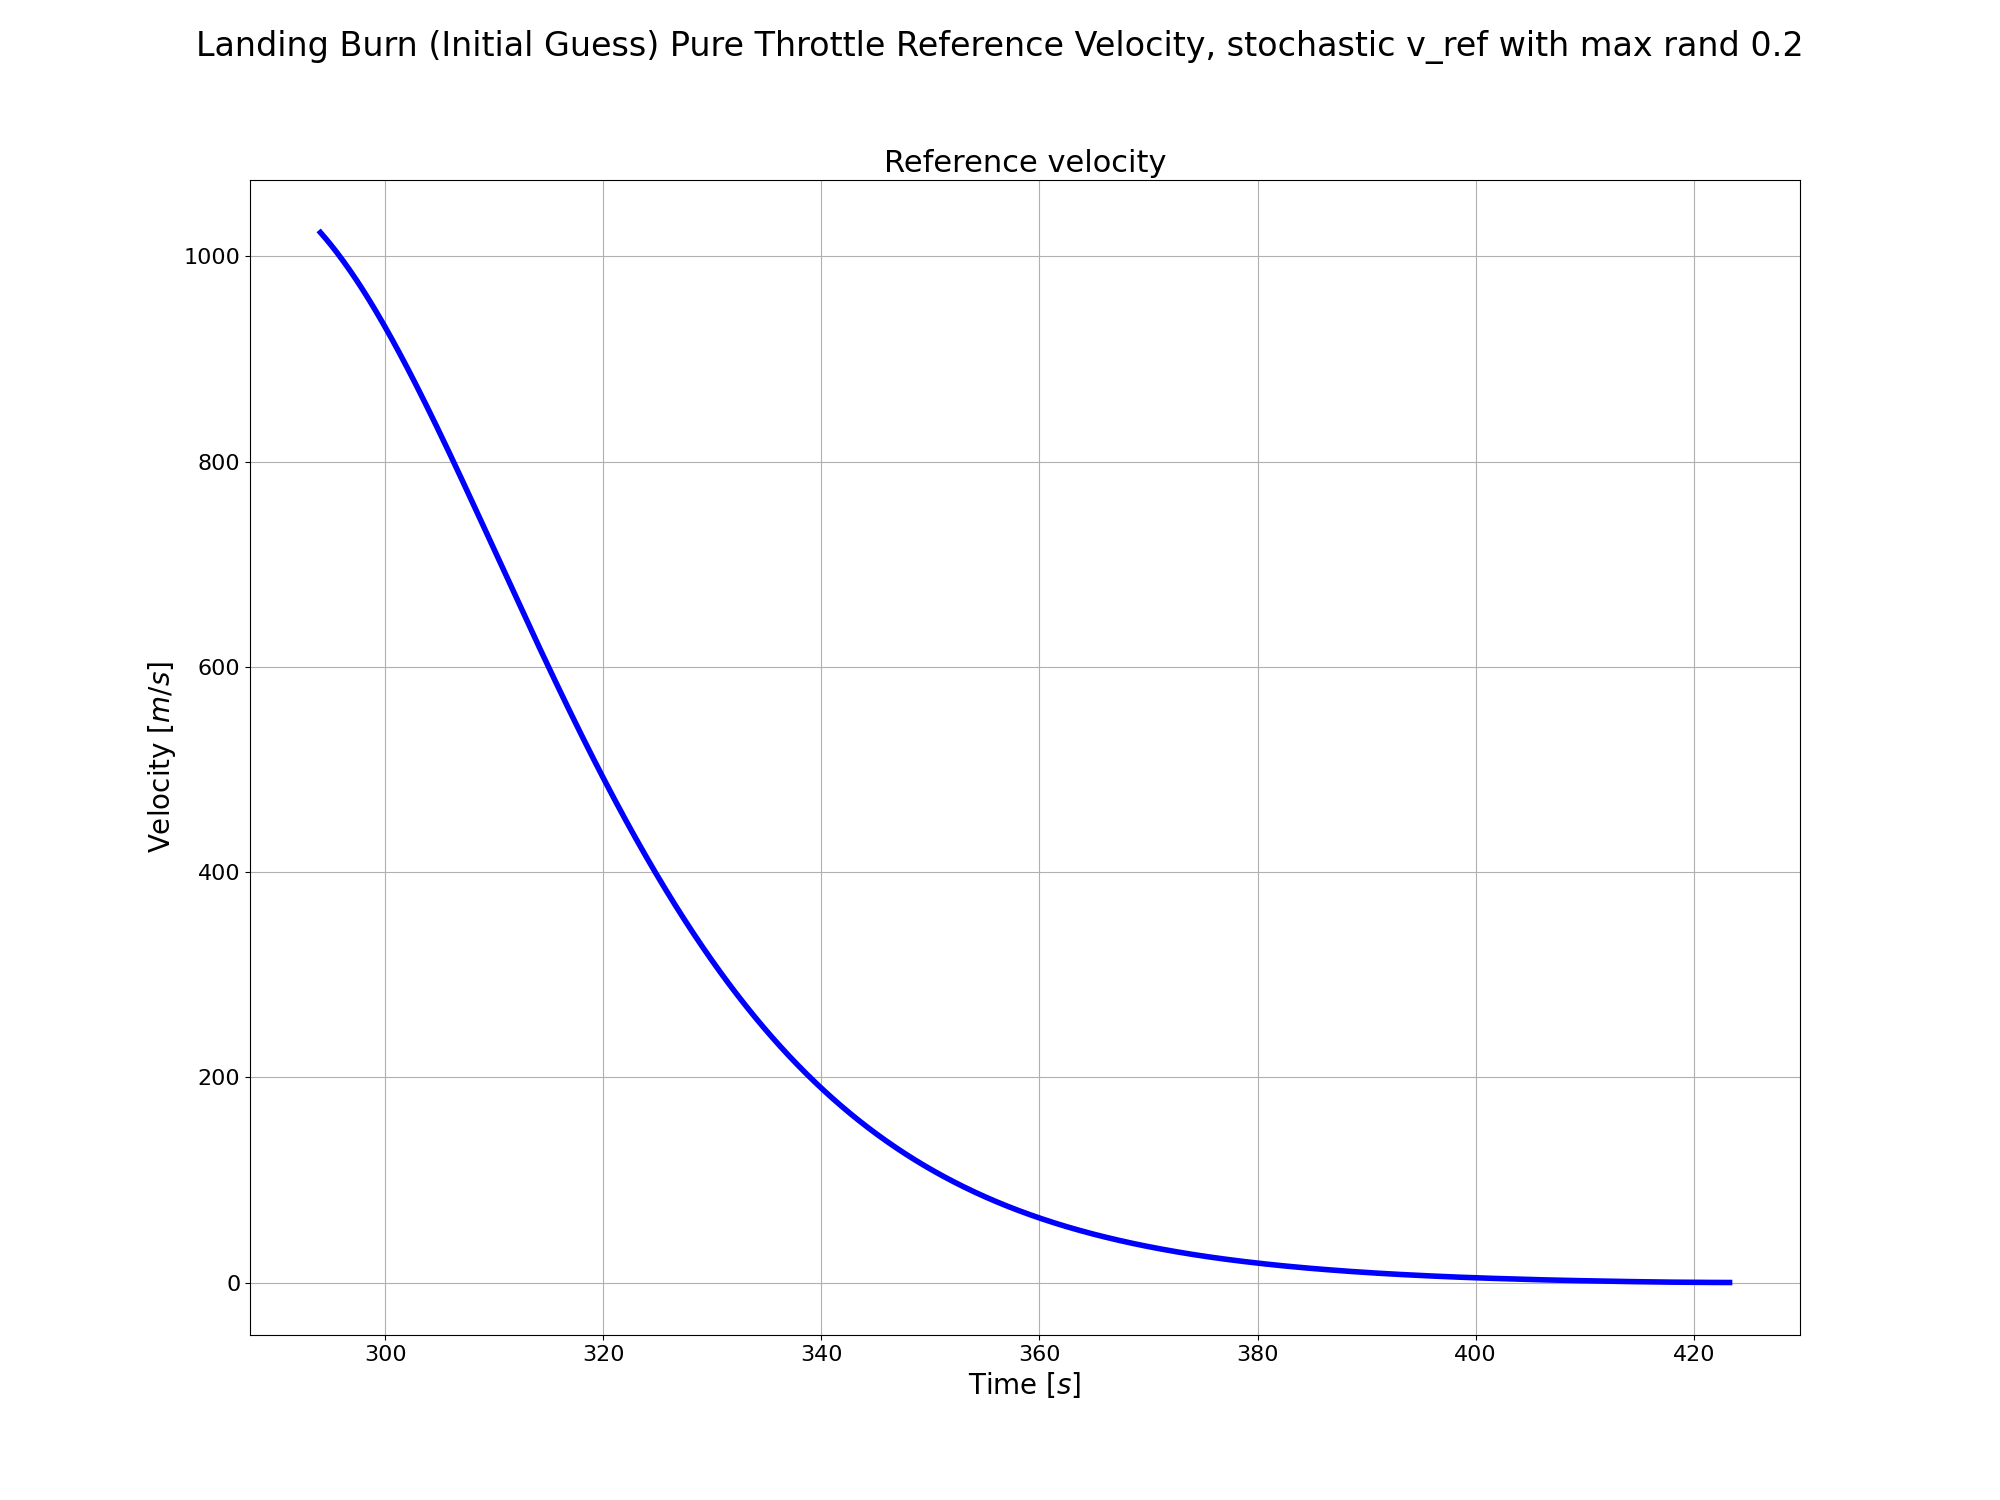 Landing Burn (Initial Guess) Pure Throttle Reference Velocity, stochastic v_ref with max rand 0.2
Reference velocity
1000
800
600
400
200
0
Velocity [m/s]
300 320 340 360 380 400 420
Time [s]